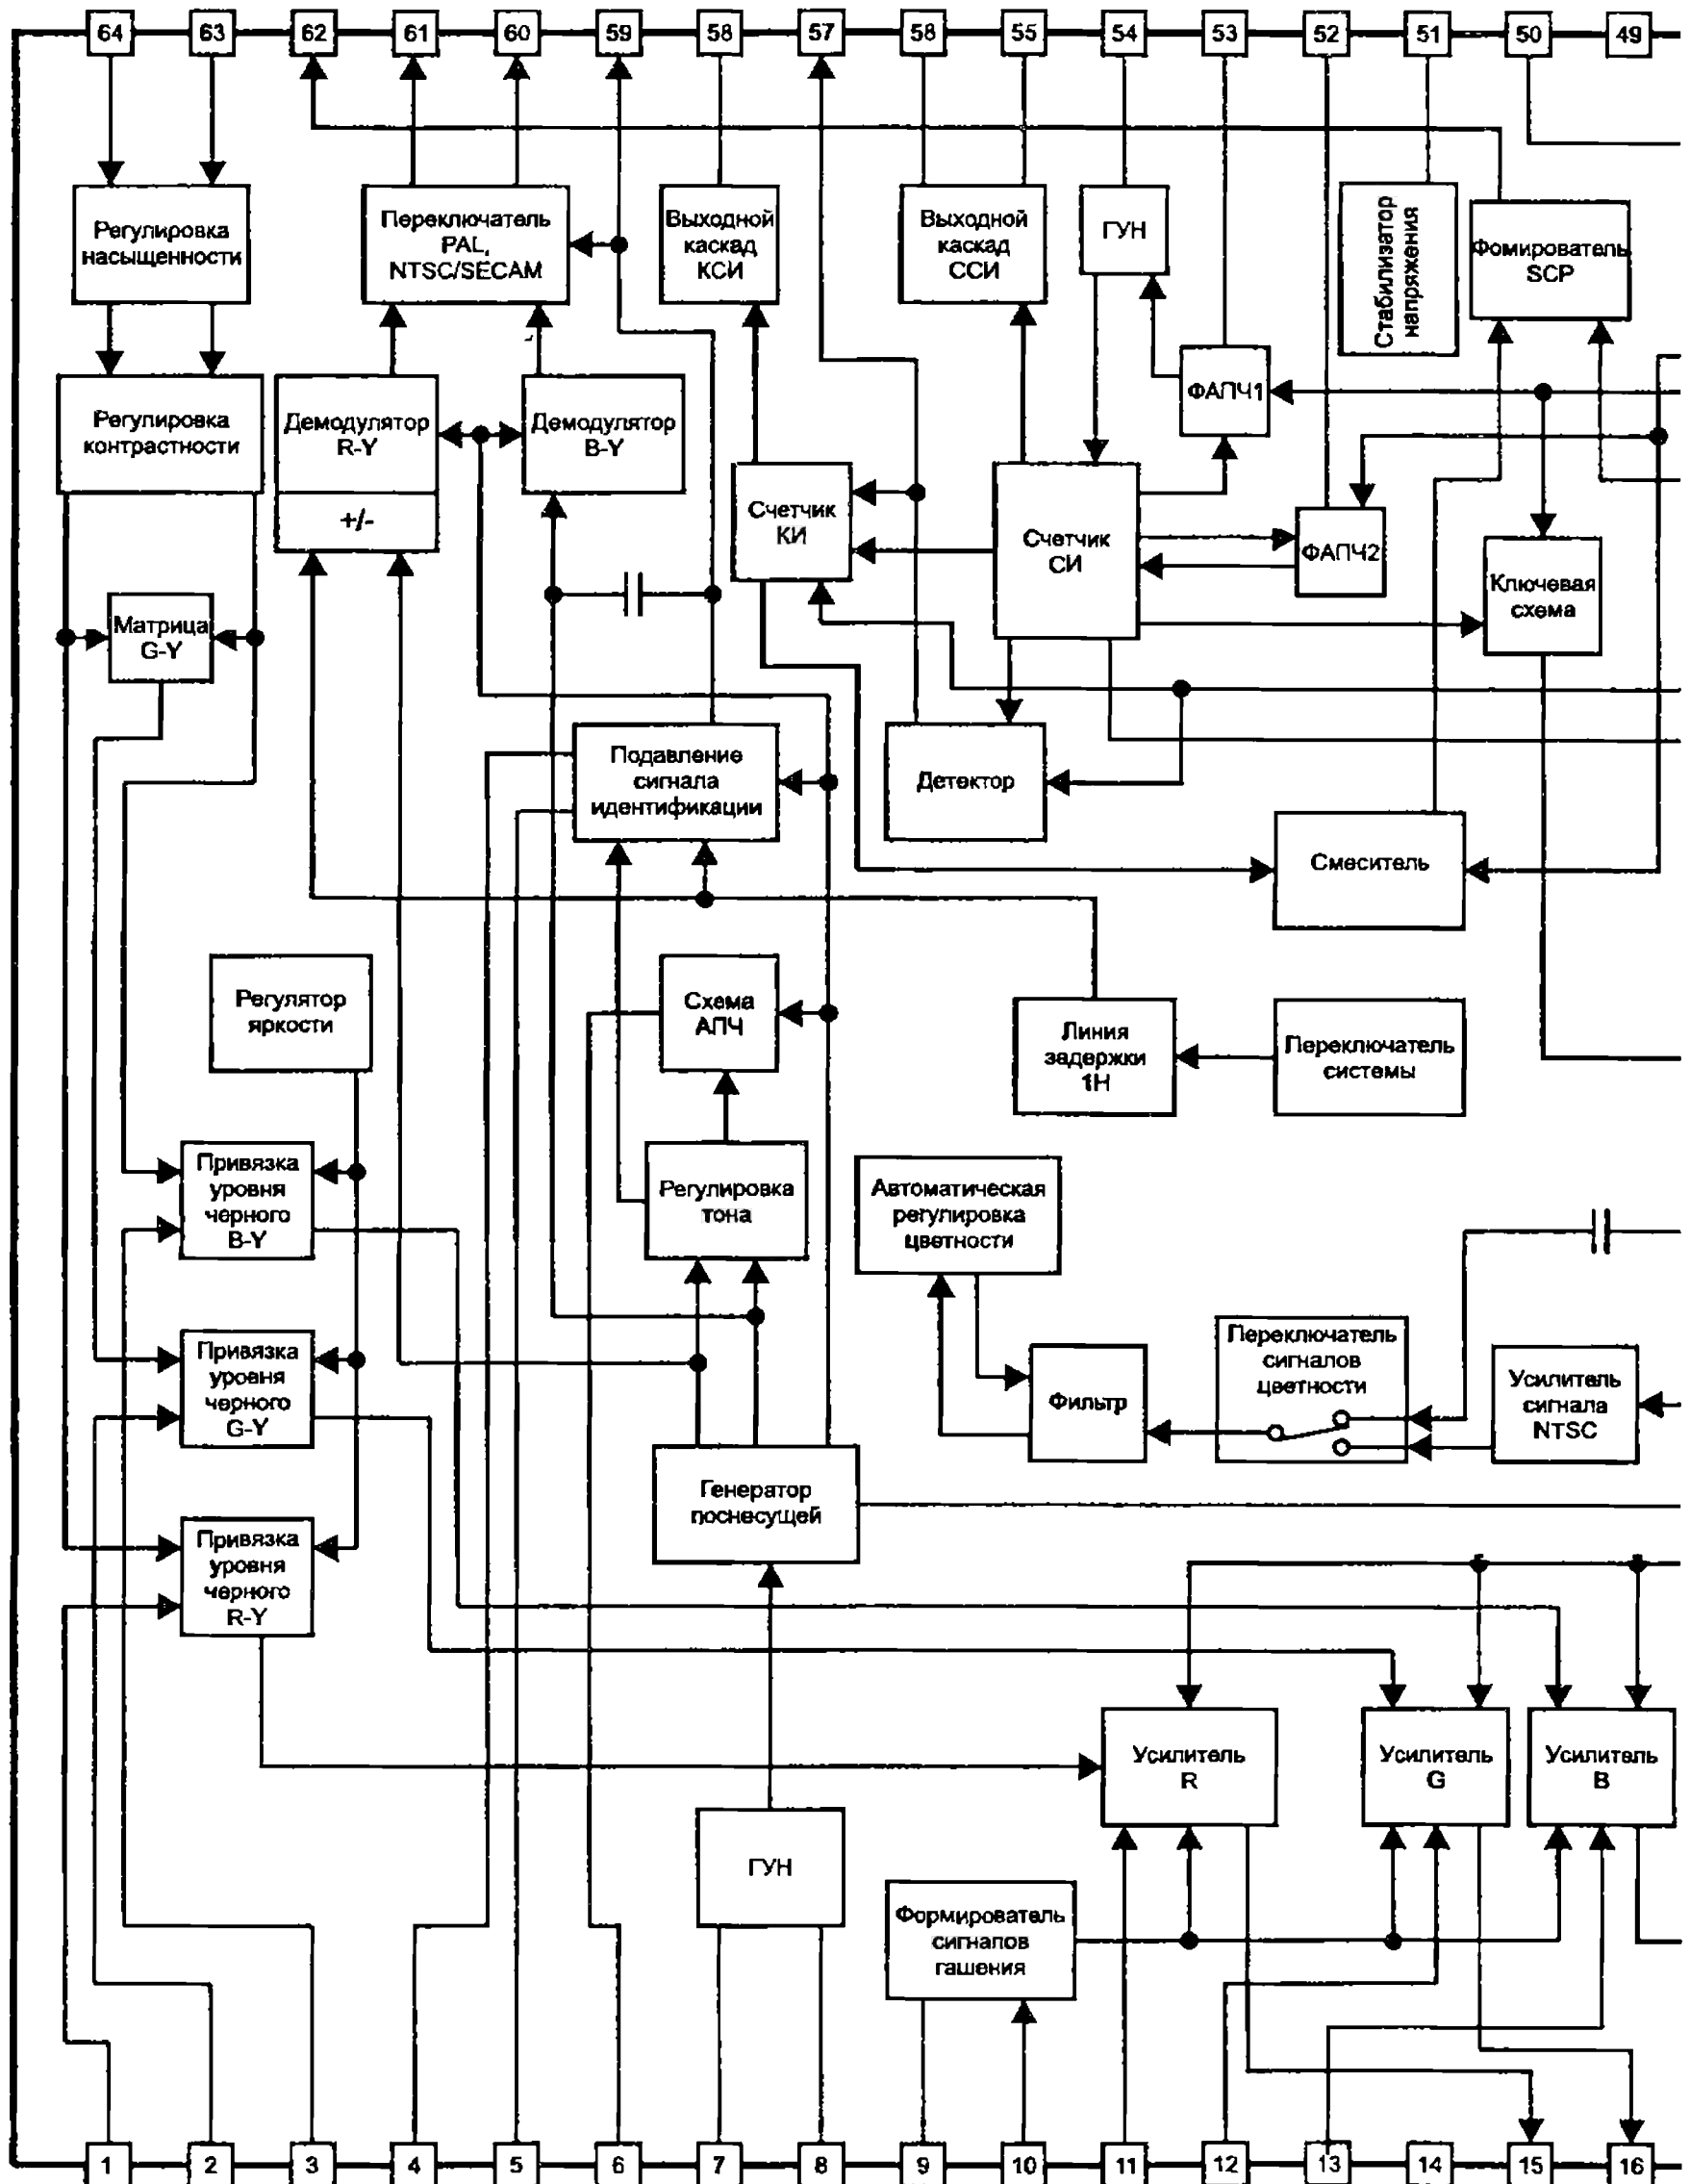 64 63 62 61 60 59 58 57 58 55 54 53 52 51 50 49
Регулировка
насыщенности
Переключатель
PAL,
NTSC/SECAM
Выходной
каскад
КСИ
Выходной
каскад
ССИ
ГУН
Стабилизатор
напряжения
Фомирователь
SCP
ФАПЧ1
Регулировка
контрастности
Демодулятор
R-Y
+/-
Демодулятор
B-Y
Счетчик
КИ
Счетчик
СИ
ФАПЧ2
Ключевая
схема
Матрица
G-Y
Подавление
сигнала
идентификации
Детектор
Смеситель
Регулятор
яркости
Схема
АПЧ
Линия
задержки
1Н
Переключатель
системы
Привязка
уровня
черного
B-Y
Регулировка
тона
Автоматическая
регулировка
цветности
Привязка
уровня
черного
G-Y
Фильтр
Переключатель
сигналов
цветности
Усилитель
сигнала
NTSC
Генератор
поснесущей
Привязка
уровня
черного
R-Y
Усилитель
R
Усилитель
G
Усилитель
B
ГУН
Формирователь
сигналов
гашения
1 2 3 4 5 6 7 8 9 10 11 12 13 14 15 16